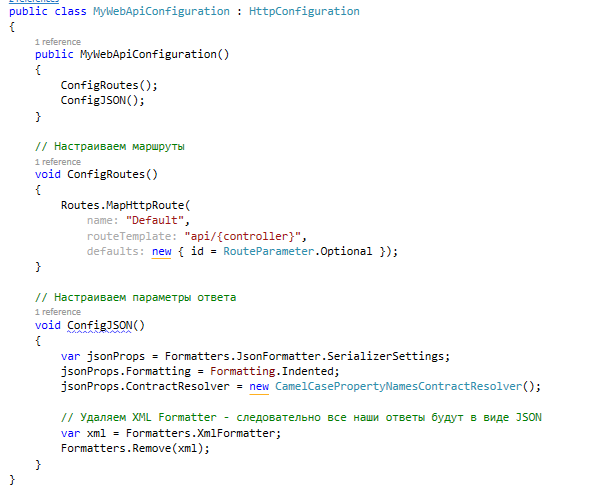 public class MyWebApiConfiguration : HttpConfiguration
{
1 reference
public MyWebApiConfiguration()
{
ConfigRoutes();
ConfigJSON();
}
// Настраиваем маршруты
1 reference
void ConfigRoutes()
{
Routes.MapHttpRoute(
name: "Default",
routeTemplate: "api/{controller}",
defaults: new { id = RouteParameter.Optional });
}
// Настраиваем параметры ответа
1 reference
void ConfigJSON()
{
var jsonProps = Formatters.JsonFormatter.SerializerSettings;
jsonProps.Formatting = Formatting.Indented;
jsonProps.ContractResolver = new CamelCasePropertyNamesContractResolver();
// Удаляем XML Formatter - следовательно все наши ответы будут в виде JSON
var xml = Formatters.XmlFormatter;
Formatters.Remove(xml);
}
}